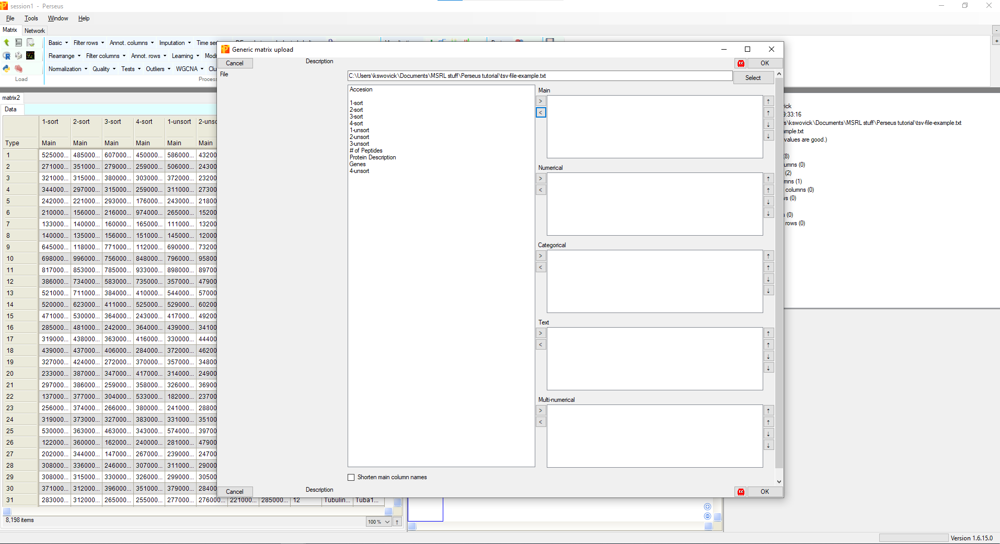 session1 - Perseus
File Tools Window Help
Matrix Network
Basic Filter rows Annot. columns Imputation
Rearrange Filter columns Annot. rows Learning
Normalization Quality Tests Outliers WGCNA
Load
Generic matrix upload
Cancel Description OK
File C:\Users\kswovick\Documents\MSRL stuff\Perseus tutorial\tsv-file-example.txt Select
Accesion
1-sort
2-sort
3-sort
4-sort
1-unsort
2-unsort
3-unsort
# of Peptides
Protein Description
Genes
4-unsort
Main
> <
↑ ↑ ↓ ↓
Numerical
> <
↑ ↑ ↓ ↓
Categorical
> <
↑ ↑ ↓ ↓
Text
> <
↑ ↑ ↓ ↓
Multi-numerical
> <
↑ ↑ ↓ ↓
Shorten main column names
Cancel Description OK
matrix2
Data
1-sort 2-sort 3-sort 4-sort 1-unsort
Type Main Main Main Main Main Main
1 525000... 485000... 607000... 450000... 586000... 43200
2 271000... 351000... 279000... 259000... 506000... 24300
3 321000... 315000... 380000... 303000... 372000... 23200
4 344000... 297000... 315000... 259000... 311000... 27300
5 242000... 221000... 293000... 176000... 243000... 21800
6 210000... 156000... 216000... 974000... 265000... 15200
7 133000... 140000... 160000... 165000... 111000... 13200
8 140000... 135000... 156000... 151000... 145000... 12000
9 645000... 118000... 771000... 112000... 690000... 73200
10 698000... 996000... 756000... 848000... 796000... 95800
11 817000... 853000... 785000... 933000... 898000... 89700
12 386000... 734000... 583000... 735000... 357000... 47900
13 521000... 711000... 384000... 410000... 544000... 57000
14 520000... 623000... 411000... 525000... 529000... 60200
15 471000... 530000... 364000... 243000... 417000... 49200
16 285000... 481000... 242000... 364000... 439000... 34100
17 319000... 438000... 363000... 416000... 330000... 44400
18 439000... 437000... 406000... 284000... 372000... 46200
19 327000... 424000... 272000... 370000... 357000... 34800
20 233000... 387000... 347000... 417000... 314000... 24900
21 297000... 386000... 259000... 358000... 326000... 36900
22 137000... 377000... 304000... 533000... 182000... 23700
23 256000... 374000... 266000... 380000... 241000... 28800
24 319000... 373000... 327000... 383000... 331000... 35100
25 530000... 363000... 463000... 343000... 574000... 39700
26 122000... 360000... 162000... 240000... 281000... 47900
27 202000... 344000... 147000... 267000... 239000... 24700
28 308000... 336000... 246000... 307000... 311000... 29000
29 308000... 315000... 330000... 326000... 299000... 30500
30 371000... 312000... 396000... 351000... 379000... 28400
31 283000... 312000... 265000... 255000... 277000... 276000... 221000... 285000... 12 Tubulin... Tuba1...
8,198 items 100 %
9:33:16
kswovick\Documents\MSRL stuff\Perseus tutorial\tsv-file-example.txt
values are good.)
(8)
(0)
(2)
(1)
columns (0)
(0)
(0)
rows (0)
Version 1.6.15.0